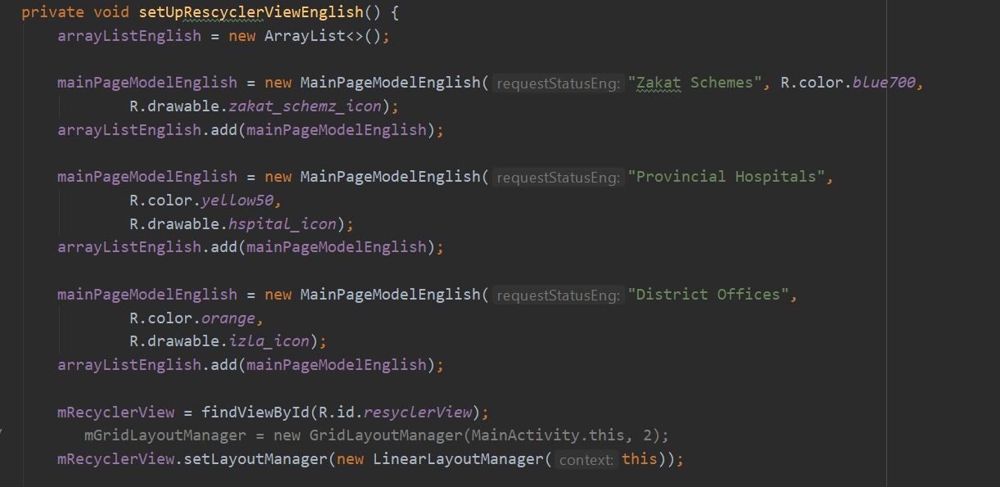 private void setUpRescyclerViewEnglish() {
arrayListEnglish = new ArrayList<>();
mainPageModelEnglish = new MainPageModelEnglish( requestStatusEng: "Zakat Schemes", R.color.blue700,
R.drawable.zakat_schemz_icon);
arrayListEnglish.add(mainPageModelEnglish);
mainPageModelEnglish = new MainPageModelEnglish( requestStatusEng: "Provincial Hospitals",
R.color.yellow50,
R.drawable.hspital_icon);
arrayListEnglish.add(mainPageModelEnglish);
mainPageModelEnglish = new MainPageModelEnglish( requestStatusEng: "District Offices",
R.color.orange,
R.drawable.izla_icon);
arrayListEnglish.add(mainPageModelEnglish);
mRecyclerView = findViewById(R.id.resyclerView);
mGridLayoutManager = new GridLayoutManager(MainActivity.this, 2);
mRecyclerView.setLayoutManager(new LinearLayoutManager( context: this));